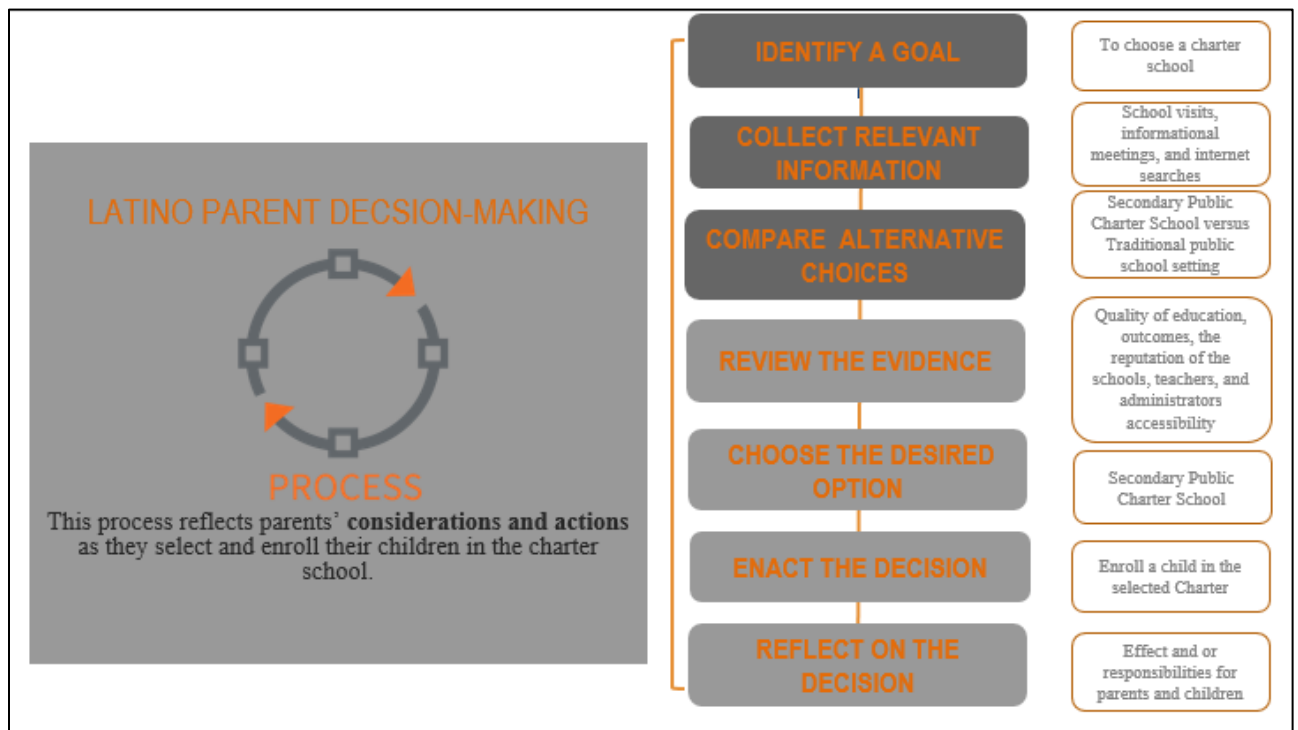 LATINO PARENT DECSION-MAKING
PROCESS
This process reflects parents’ considerations and actions
as they select and enroll their children in the charter
school.
IDENTIFY A GOAL
To choose a charter
school
COLLECT RELEVANT
INFORMATION
School visits,
informational
meetings, and internet
searches
COMPARE ALTERNATIVE
CHOICES
Secondary Public
Charter School versus
Traditional public
school setting
REVIEW THE EVIDENCE
Quality of education,
outcomes, the
reputation of the
schools, teachers, and
administrators
accessibility
CHOOSE THE DESIRED
OPTION
Secondary Public
Charter School
ENACT THE DECISION
Enroll a child in the
selected Charter
REFLECT ON THE
DECISION
Effect and or
responsibilities for
parents and children